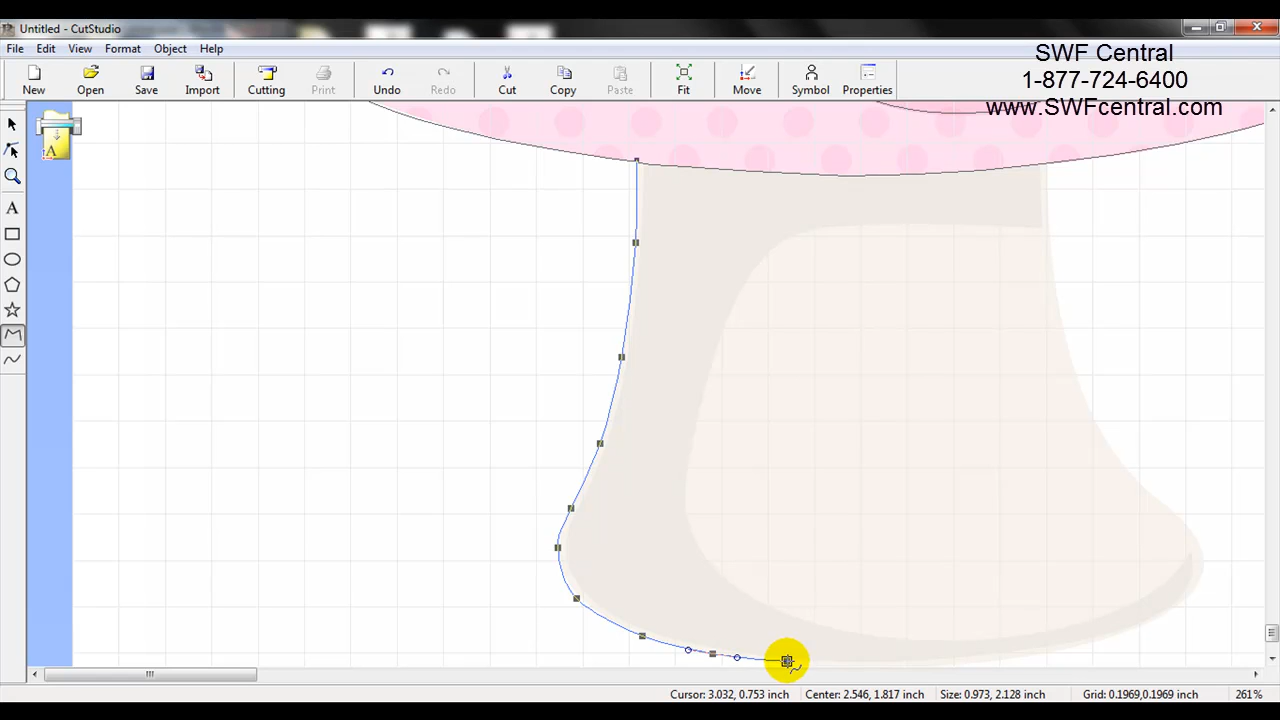 Untitled - CutStudio
SWF Central
1-877-724-6400
www.SWFcentral.com
File Edit View Format Object Help
New Open Save Import Cutting Print Undo Redo Cut Copy Paste Fit Move Symbol Properties
A
A
Cursor: 3.032, 0.753 inch Center: 2.546, 1.817 inch Size: 0.973, 2.128 inch Grid: 0.1969,0.1969 inch 261%